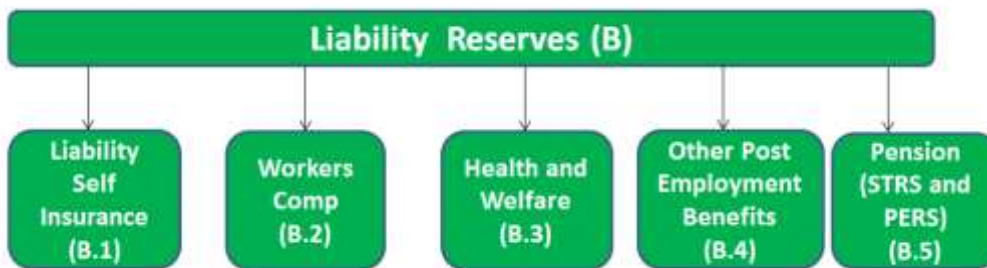 Liability Reserves (B)
Liability
Self
Insurance
(B.1)
Workers
Comp
(B.2)
Health and
Welfare
(B.3)
Other Post
Employment
Benefits
(B.4)
Pension
(STRS and
PERS)
(B.5)